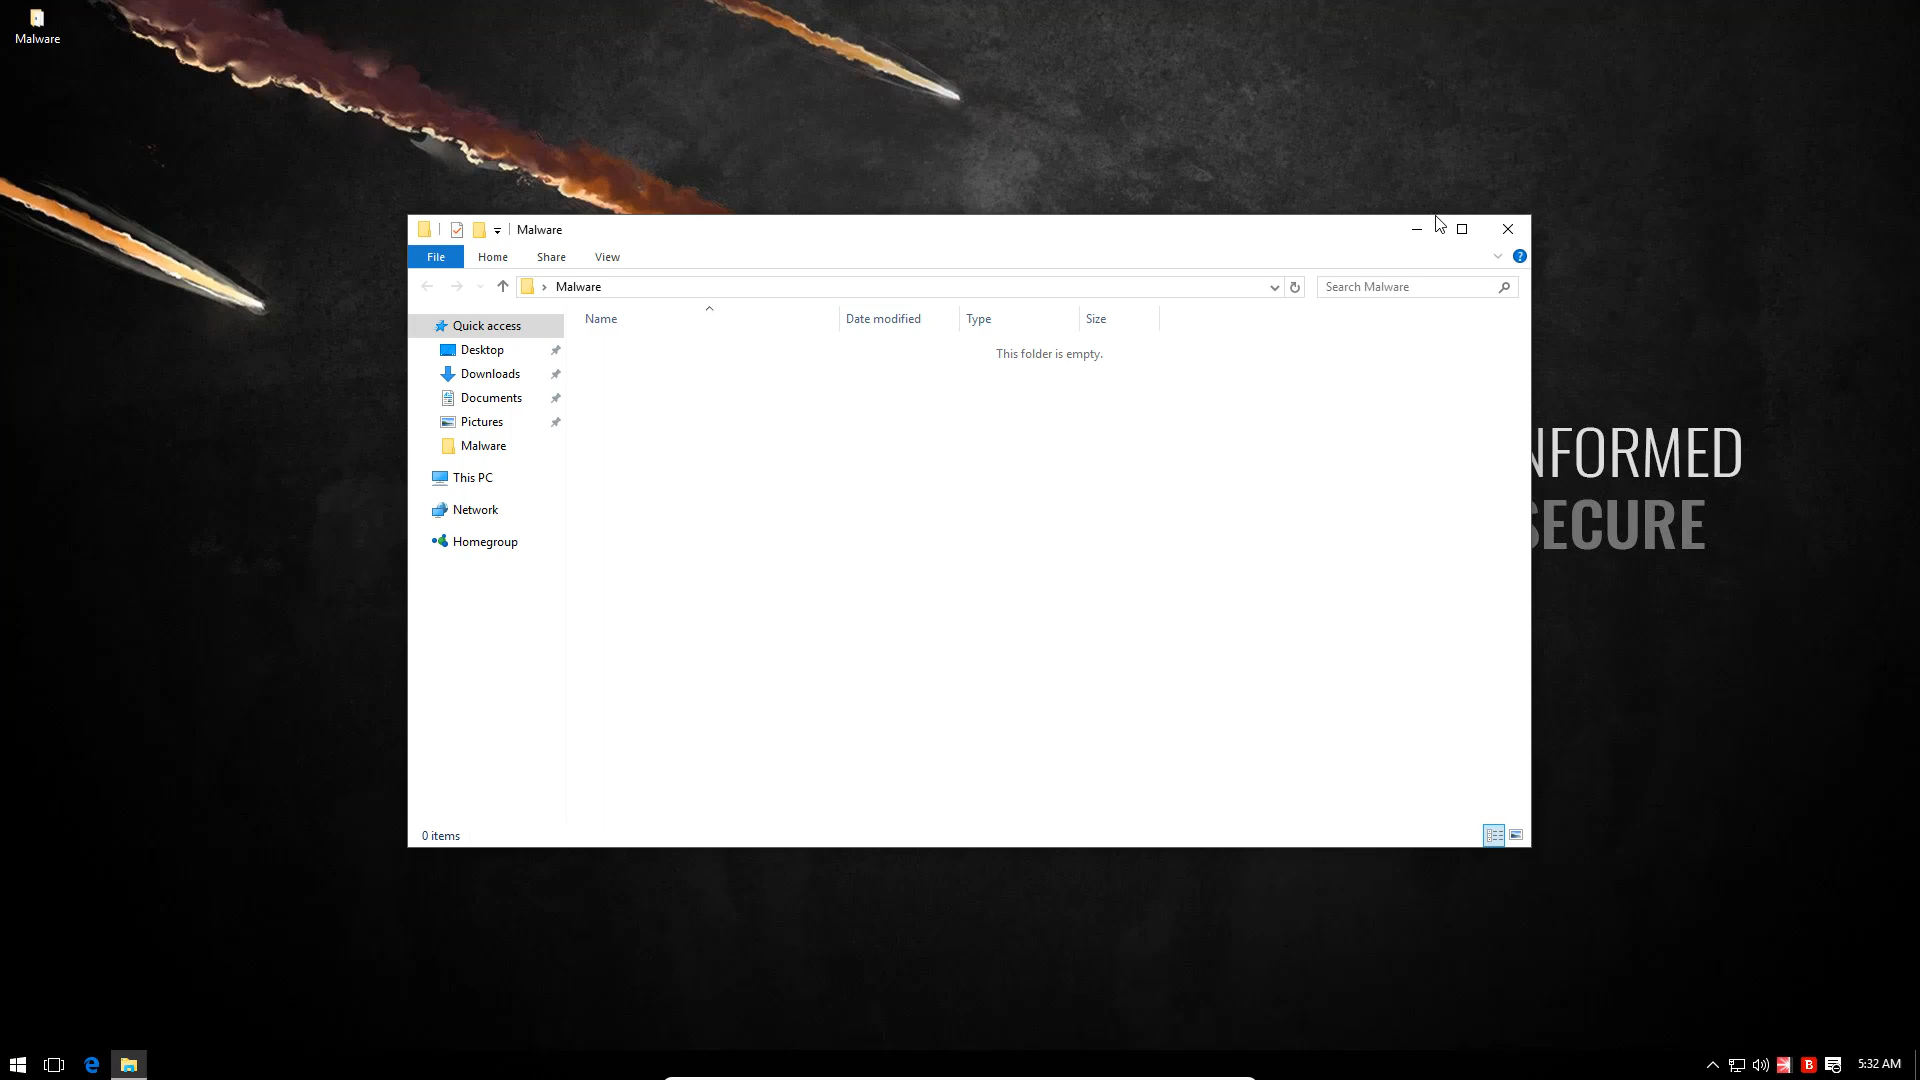 Malware
Malware
File
Home
Share
View
Malware
Search Malware
Quick access
Desktop
Downloads
Documents
Pictures
Malware
This PC
Network
Homegroup
Name
Date modified
Type
Size
This folder is empty.
NFORMED
SECURE
0 items
5:32 AM